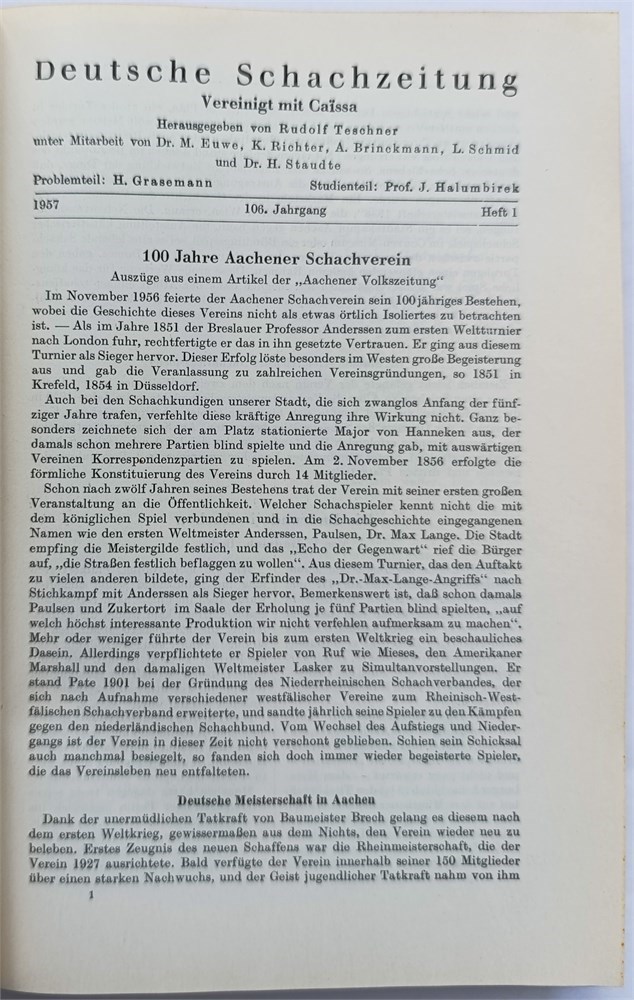 Deutsche Schachzeitung
Vereinigt mit Caïssa
Herausgegeben von Rudolf Teschner
unter Mitarbeit von Dr. M. Euwe, K. Richter, A. Brinckmann, L. Schmid
und Dr. H. Staudte
Problemteil: H. Grasemann Studienteil: Prof. J. Halumbirek
1957 106. Jahrgang Heft 1
100 Jahre Aachener Schachverein
Auszüge aus einem Artikel der „Aachener Volkszeitung“
Im November 1956 feierte der Aachener Schachverein sein 100jähriges Bestehen,
wobei die Geschichte dieses Vereins nicht als etwas örtlich Isoliertes zu betrachten
ist. — Als im Jahre 1851 der Breslauer Professor Anderssen zum ersten Weltturnier
nach London fuhr, rechtfertigte er das in ihn gesetzte Vertrauen. Er ging aus diesem
Turnier als Sieger hervor. Dieser Erfolg löste besonders im Westen große Begeisterung
aus und gab die Veranlassung zu zahlreichen Vereinsgründungen, so 1851 in
Krefeld, 1854 in Düsseldorf.
Auch bei den Schachkundigen unserer Stadt, die sich zwanglos Anfang der fünf-
ziger Jahre trafen, verfehlte diese kräftige Anregung ihre Wirkung nicht. Ganz be-
sonders zeichnete sich der am Platz stationierte Major von Hanneken aus, der
damals schon mehrere Partien blind spielte und die Anregung gab, mit auswärtigen
Vereinen Korrespondenzpartien zu spielen. Am 2. November 1856 erfolgte die
förmliche Konstituierung des Vereins durch 14 Mitglieder.
Schon nach zwölf Jahren seines Bestehens trat der Verein mit seiner ersten großen
Veranstaltung an die Öffentlichkeit. Welcher Schachspieler kennt nicht die mit
dem königlichen Spiel verbundenen und in die Schachgeschichte eingegangenen
Namen wie den ersten Weltmeister Anderssen, Paulsen, Dr. Max Lange. Die Stadt
empfing die Meistergilde festlich, und das „Echo der Gegenwart“ rief die Bürger
auf, „die Straßen festlich beflaggen zu wollen“. Aus diesem Turnier, das den Auftakt
zu vielen anderen bildete, ging der Erfinder des „Dr.-Max-Lange-Angriffs“ nach
Stichkampf mit Anderssen als Sieger hervor. Bemerkenswert ist, daß schon damals
Paulsen und Zukertort im Saale der Erholung je fünf Partien blind spielten, „auf
welch höchst interessante Produktion wir nicht verfehlen aufmerksam zu machen“.
Mehr oder weniger führte der Verein bis zum ersten Weltkrieg ein beschauliches
Dasein. Allerdings verpflichtete er Spieler von Ruf wie Mieses, den Amerikaner
Marshall und den damaligen Weltmeister Lasker zu Simultanvorstellungen. Er
stand Pate 1901 bei der Gründung des Niederrheinischen Schachverbandes, der
sich nach Aufnahme verschiedener westfälischer Vereine zum Rheinisch-West-
fälischen Schachverband erweiterte, und sandte jährlich seine Spieler zu den Kämpfen
gegen den niederländischen Schachbund. Vom Wechsel des Aufstiegs und Nieder-
gangs ist der Verein in dieser Zeit nicht verschont geblieben. Schien sein Schicksal
auch manchmal besiegelt, so fanden sich doch immer wieder begeisterte Spieler,
die das Vereinsleben neu entfalteten.
Deutsche Meisterschaft in Aachen
Dank der unermüdlichen Tatkraft von Baumeister Brech gelang es diesem nach
dem ersten Weltkrieg, gewissermaßen aus dem Nichts, den Verein wieder neu zu
beleben. Erstes Zeugnis des neuen Schaffens war die Rheinmeisterschaft, die der
Verein 1927 ausrichtete. Bald verfügte der Verein innerhalb seiner 150 Mitglieder
über einen starken Nachwuchs, und der Geist jugendlicher Tatkraft nahm von ihm
1